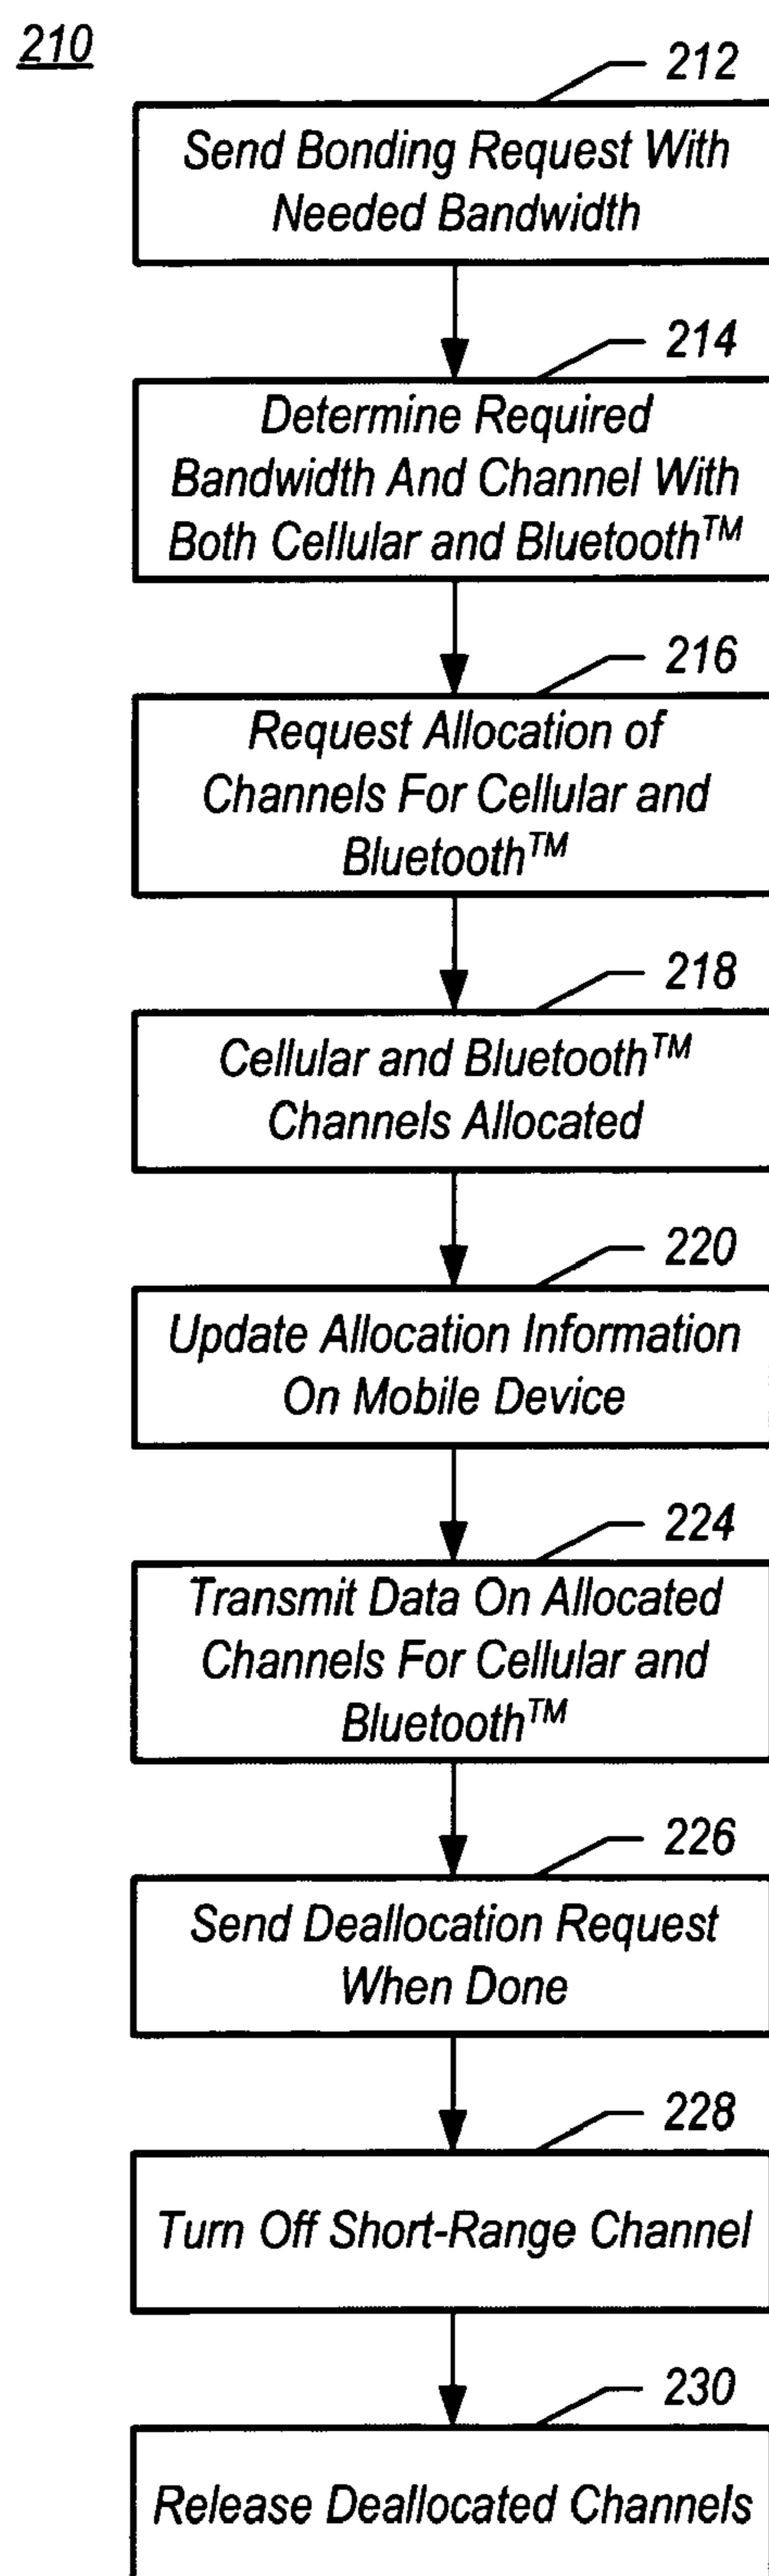 210
212
Send Bonding Request With
Needed Bandwidth
214
Determine Required
Bandwidth And Channel With
Both Cellular and Bluetooth™
216
Request Allocation of
Channels For Cellular and
Bluetooth™
218
Cellular and Bluetooth™
Channels Allocated
220
Update Allocation Information
On Mobile Device
224
Transmit Data On Allocated
Channels For Cellular and
Bluetooth™
226
Send Deallocation Request
When Done
228
Turn Off Short-Range Channel
230
Release Deallocated Channels